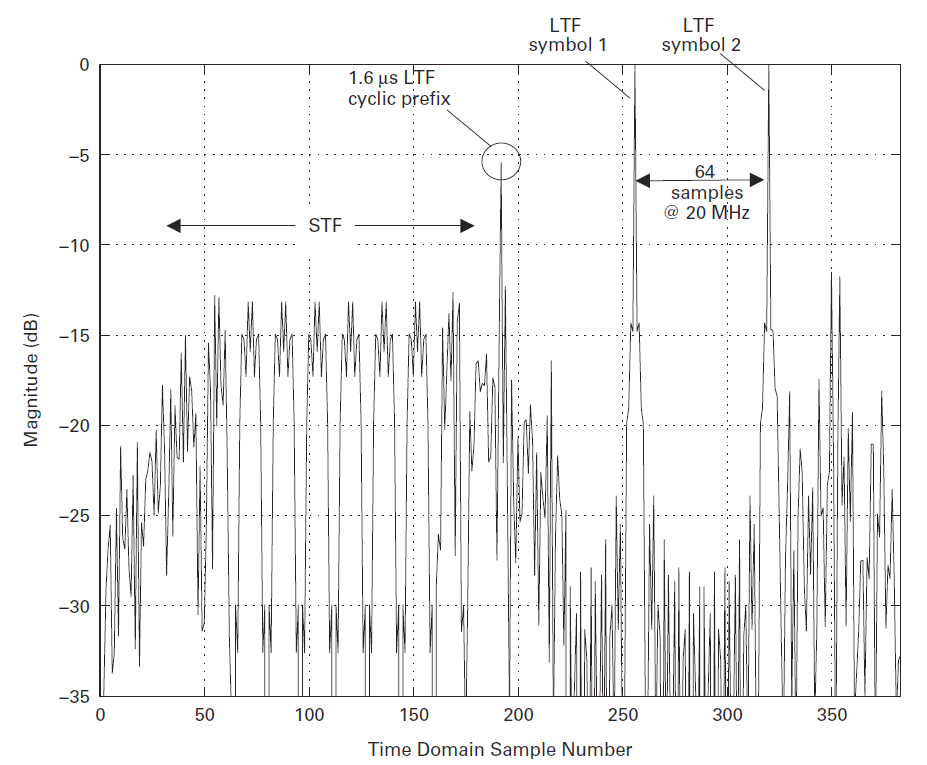 LTF
symbol 1
LTF
symbol 2
1.6 µs LTF
cyclic prefix
64
samples
@ 20 MHz
STF
0
−5
−10
−15
−20
−25
−30
−35
Magnitude (dB)
0
50
100
150
200
250
300
350
Time Domain Sample Number